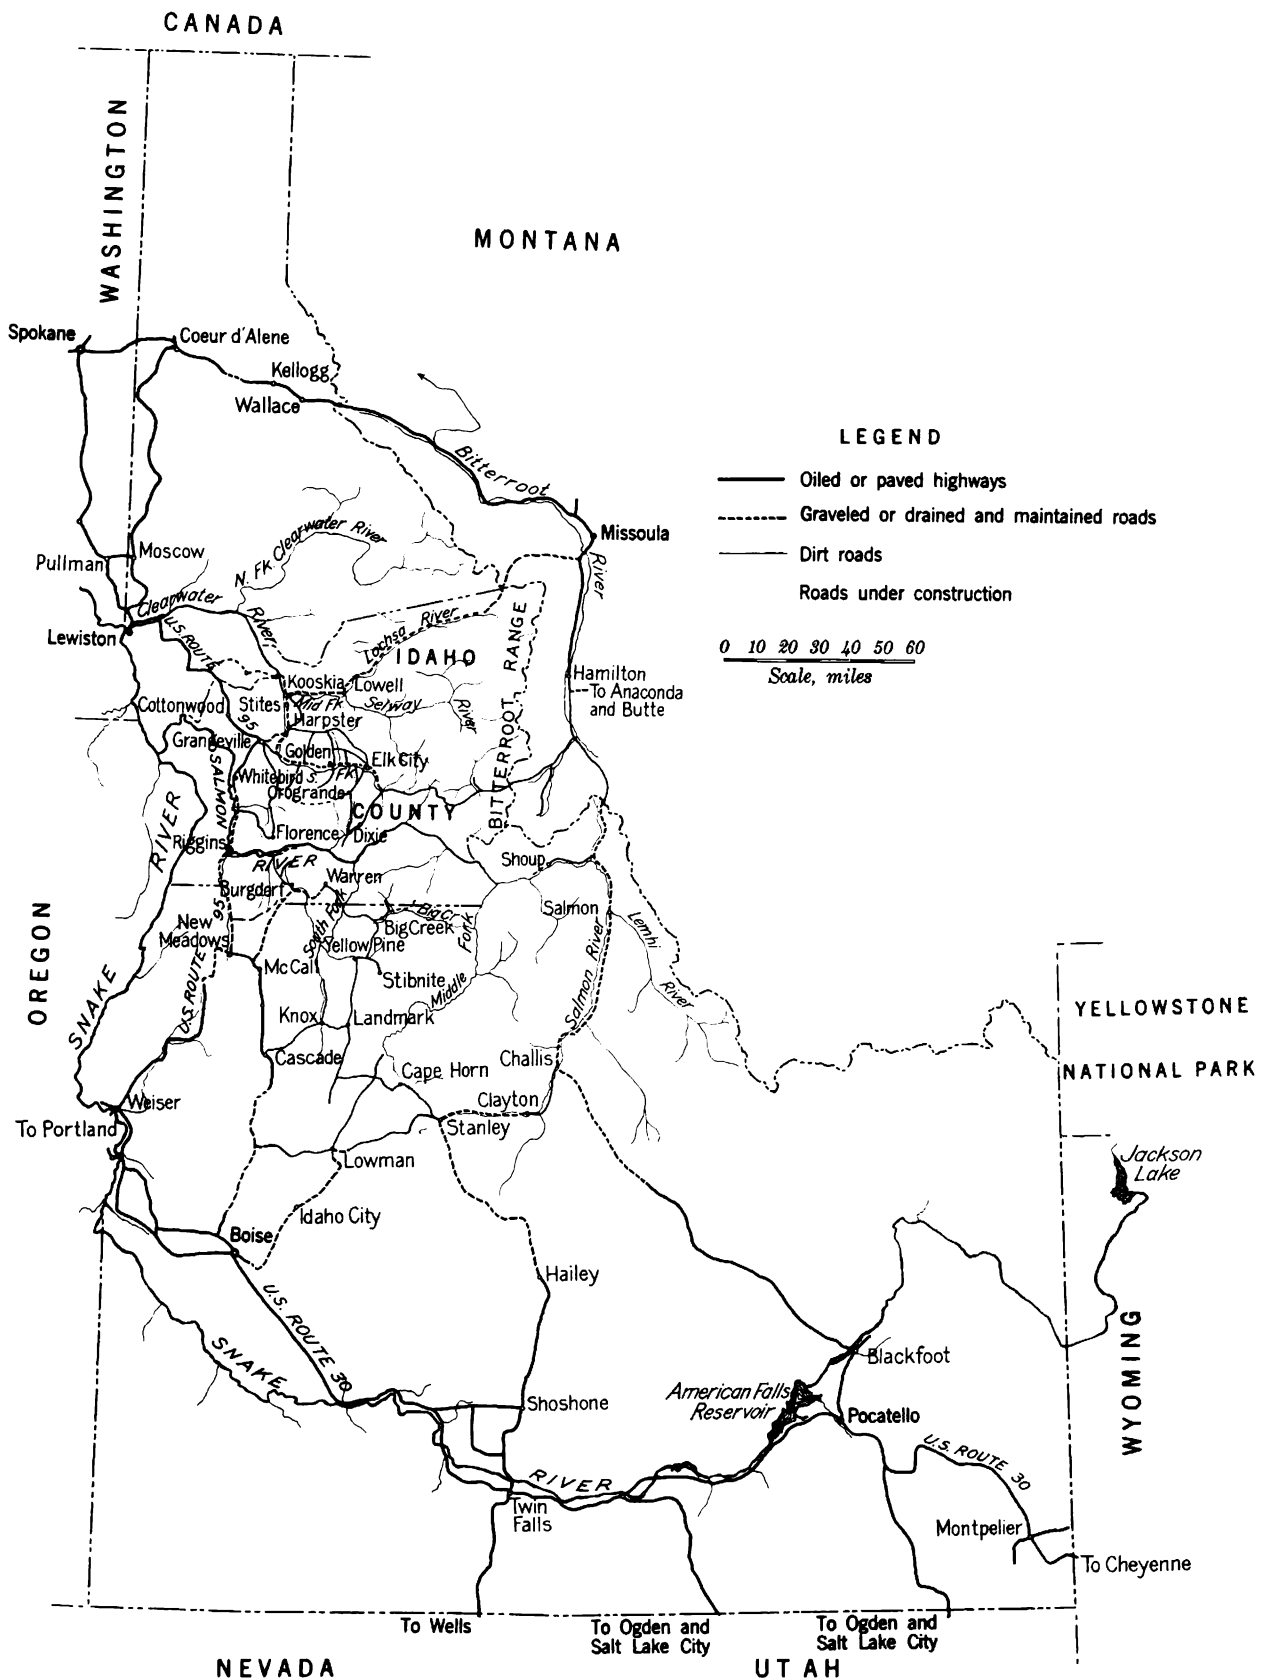 CANADA
WASHINGTON
MONTANA
Spokane
Coeur d'Alene
Kellogg
Wallace
Bitterroot
LEGEND
Oiled or paved highways
Graveled or drained and maintained roads
Dirt roads
Roads under construction
0 10 20 30 40 50 60
Scale, miles
Missoula
River
N. Fk. Clearwater River
Pullman
Moscow
Clearwater
River
Lewiston
U.S. ROUTE
95
Lochsa River
IDAHO
BITTERROOT RANGE
Hamilton
To Anaconda
and Butte
Kooskia
Lowell
Cottonwood
Stites
Mid Fk
Selway
River
Harpster
Grangeville
Golden
Elk City
SALMON
Whitebird
S. Fk
Orogrande
COUNTY
RIVER
Riggins
Florence
Dixie
RIVER
Shoup
Burgdorf
Warren
95
South Fork
Big Cr
Salmon
New
Meadows
Big Creek
Fork
Lemhi
River
Yellow Pine
McCall
Stibnite
Middle
Salmon River
OREGON
SNAKE
U.S. ROUTE
Knox
Landmark
YELLOWSTONE
NATIONAL PARK
Cascade
Challis
Cape Horn
Weiser
Clayton
Stanley
To Portland
Lowman
Jackson
Lake
Idaho City
Boise
Hailey
U.S. ROUTE 30
SNAKE
Blackfoot
WYOMING
American Falls
Reservoir
Shoshone
Pocatello
U.S. ROUTE 30
RIVER
Twin
Falls
Montpelier
To Cheyenne
To Wells
To Ogden and
Salt Lake City
To Ogden and
Salt Lake City
NEVADA
UTAH